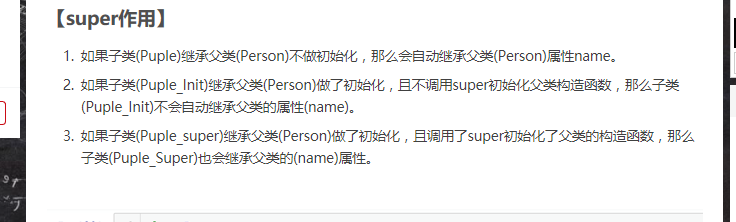 【super作用】
1. 如果子类(Puple)继承父类(Person)不做初始化，那么会自动继承父类(Person)属性name。
2. 如果子类(Puple_Init)继承父类(Person)做了初始化，且不调用super初始化父类构造函数，那么子类
(Puple_Init)不会自动继承父类的属性(name)。
3. 如果子类(Puple_super)继承父类(Person)做了初始化，且调用了super初始化了父类的构造函数，那么
子类(Puple_Super)也会继承父类的(name)属性。